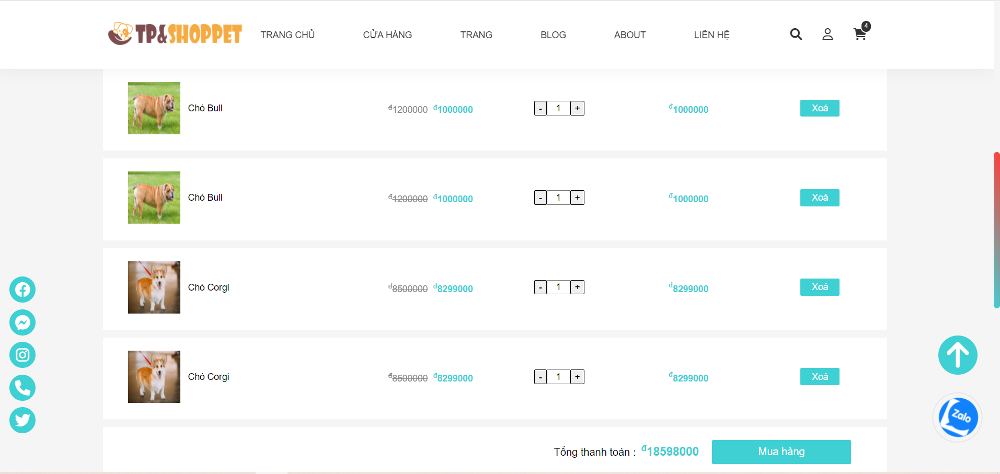 TP&SHOPPET TRANG CHỦ CỬA HÀNG TRANG BLOG ABOUT LIÊN HỆ 4
Chó Bull đ1200000 đ1000000 - 1 + đ1000000 Xoá
Chó Bull đ1200000 đ1000000 - 1 + đ1000000 Xoá
Chó Corgi đ8500000 đ8299000 - 1 + đ8299000 Xoá
Chó Corgi đ8500000 đ8299000 - 1 + đ8299000 Xoá
Zalo
Tổng thanh toán : đ18598000 Mua hàng